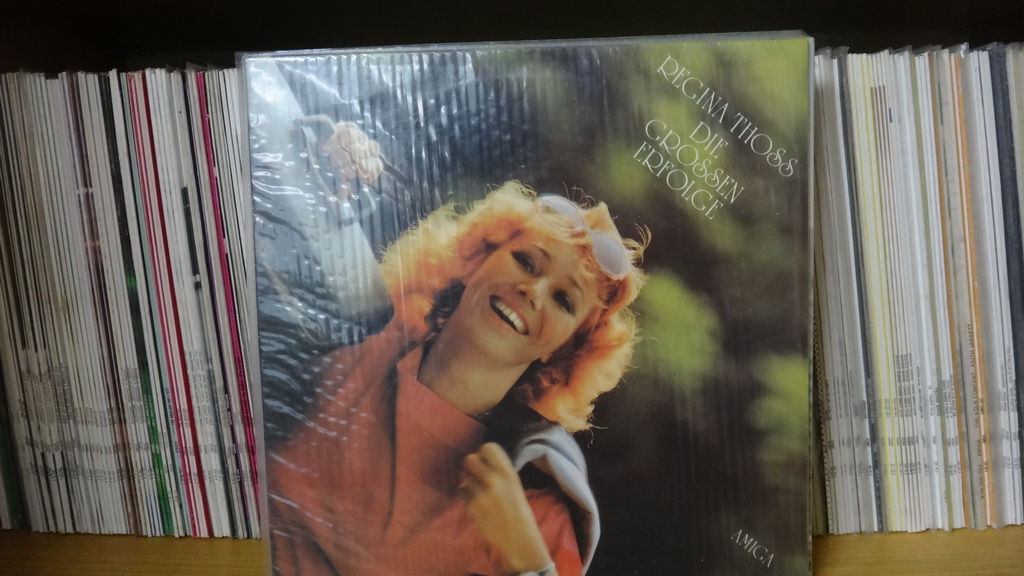 REGINA THOSS
DIE
GROSSEN
ERFOLGE
AMIGA